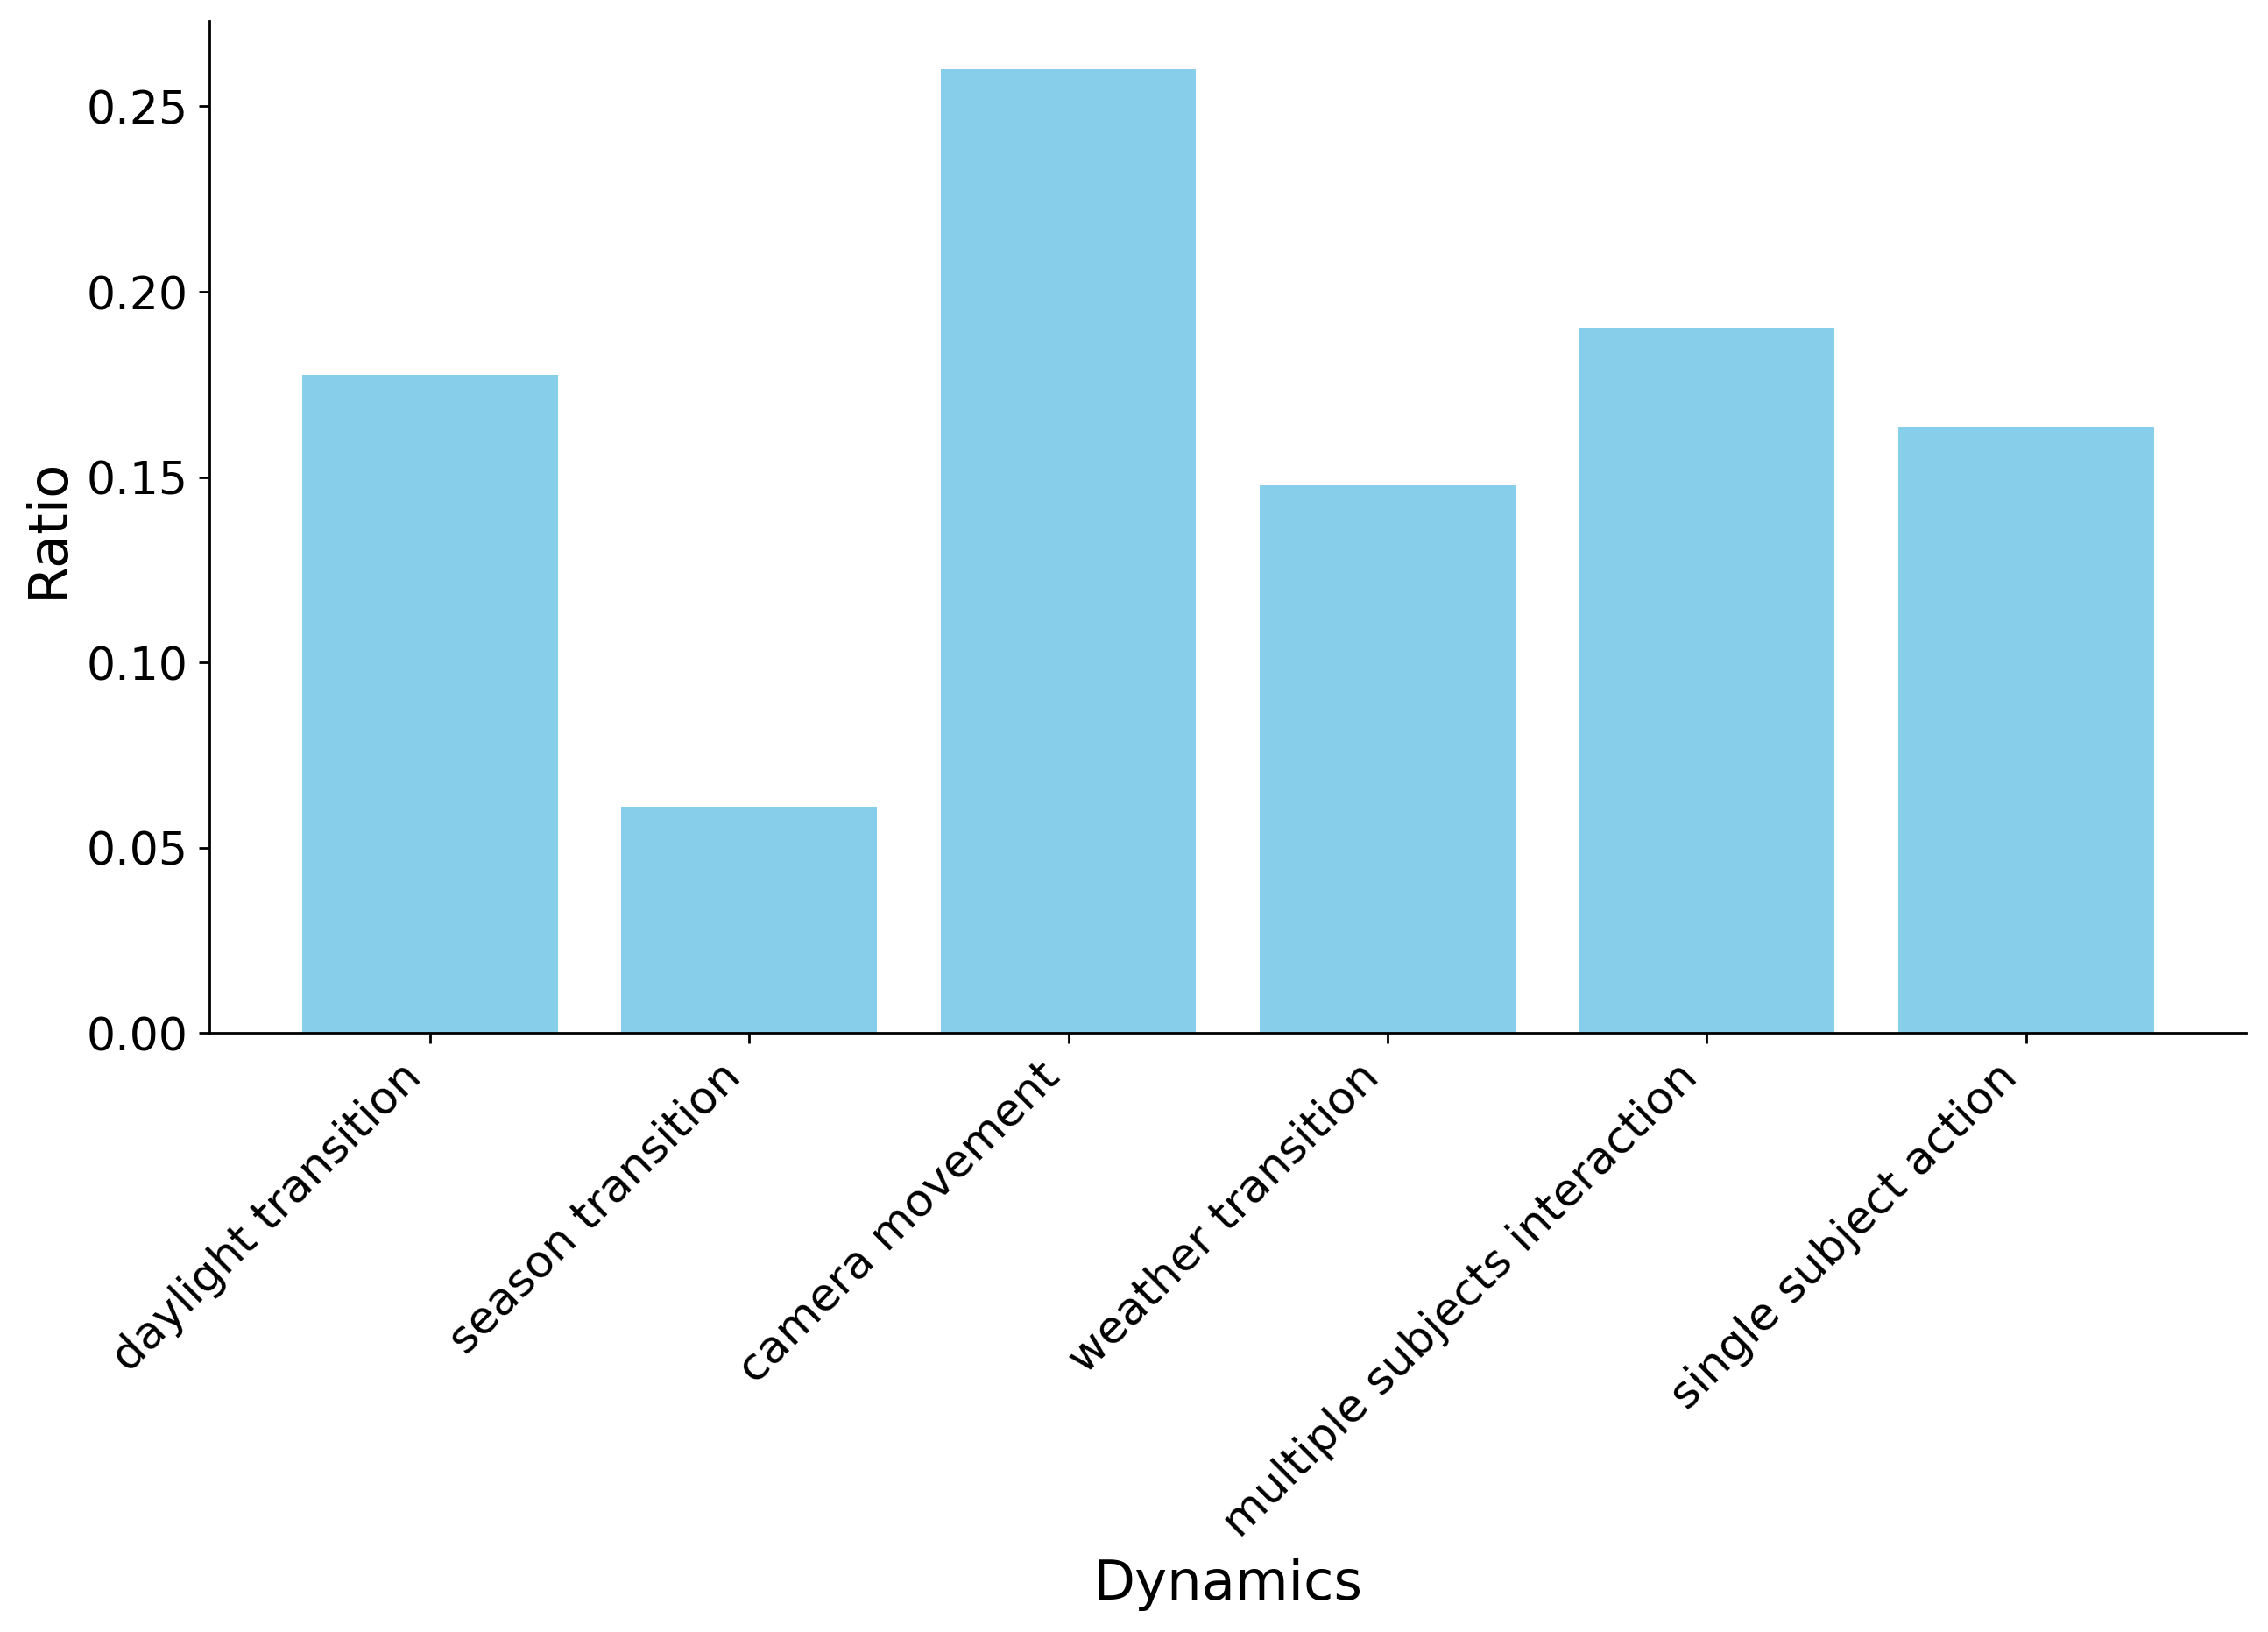 Ratio
0.25
0.20
0.15
0.10
0.05
0.00
daylight transition
season transition
camera movement
weather transition
multiple subjects interaction
single subject action
Dynamics